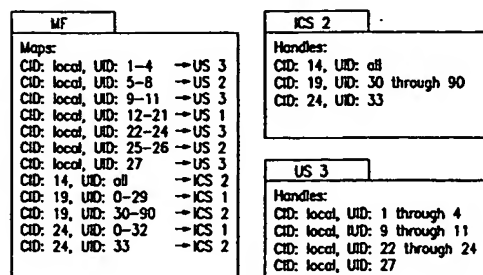 MF
Maps:
CID: local, UID: 1-4 →US 3
CID: local, UID: 5-8 →US 2
CID: local, UID: 9-11 →US 3
CID: local, UID: 12-21 →US 1
CID: local, UID: 22-24 →US 3
CID: local, UID: 25-26 →US 2
CID: local, UID: 27 →US 3
CID: 14, UID: all →ICS 2
CID: 19, UID: 0-29 →ICS 1
CID: 19, UID: 30-90 →ICS 2
CID: 24, UID: 0-32 →ICS 1
CID: 24, UID: 33 →ICS 2
ICS 2
Handles:
CID: 14, UID: all
CID: 19, UID: 30 through 90
CID: 24, UID: 33
US 3
Handles:
CID: local, UID: 1 through 4
CID: local, IUD: 9 through 11
CID: local, UID: 22 through 24
CID: local, UID: 27